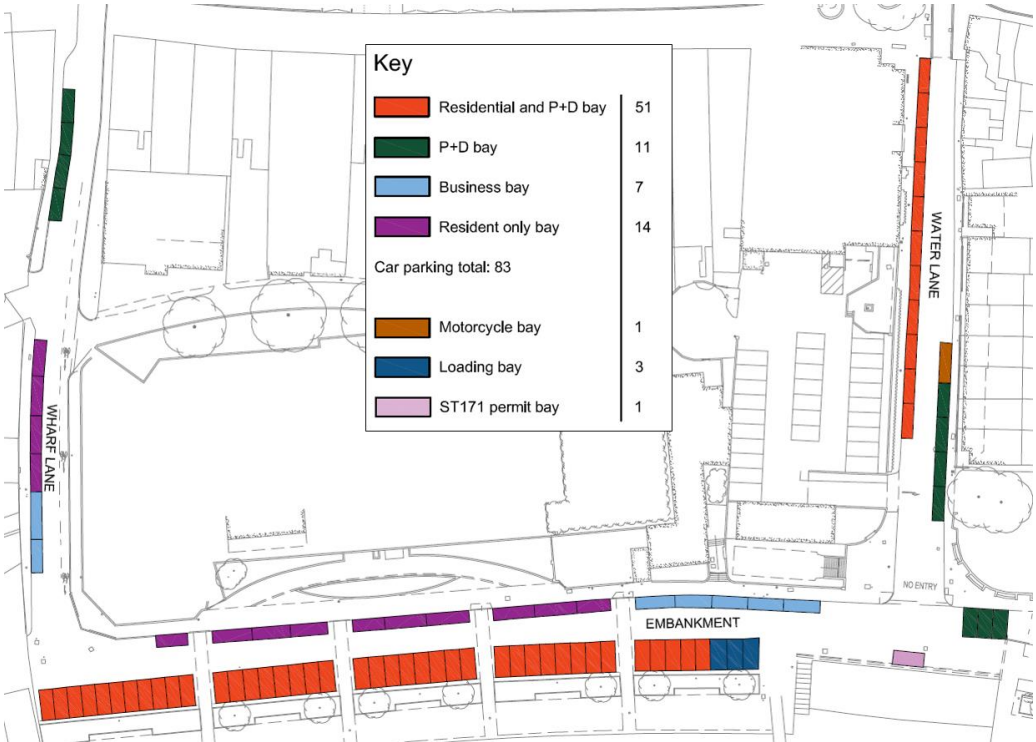 Key
Residential and P+D bay 51
P+D bay 11
Business bay 7
Resident only bay 14
Car parking total: 83
Motorcycle bay 1
Loading bay 3
ST171 permit bay 1
WATER LANE
WHARF LANE
NO ENTRY
EMBANKMENT